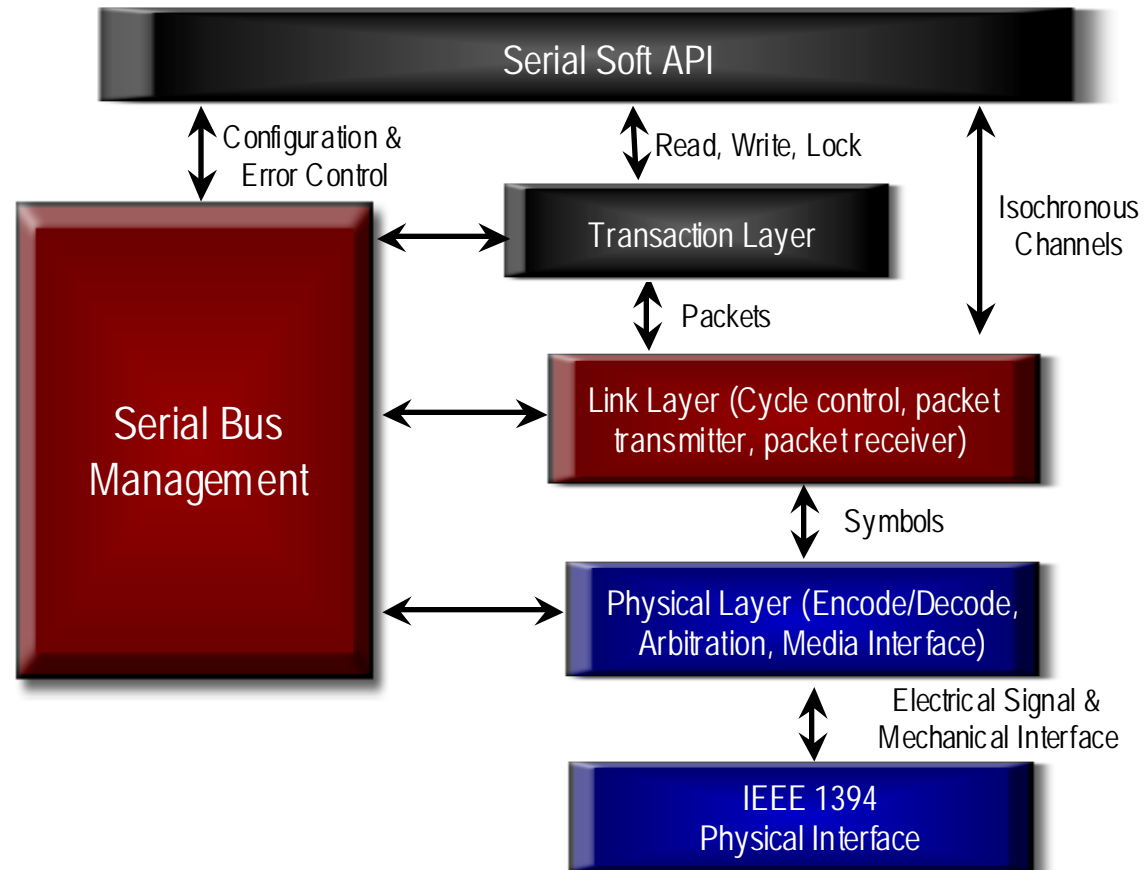 Serial Soft API
Configuration &
Error Control
Read, Write, Lock
Isochronous
Channels
Transaction Layer
Packets
Serial Bus
Management
Link Layer (Cycle control, packet
transmitter, packet receiver)
Symbols
Physical Layer (Encode/Decode,
Arbitration, Media Interface)
Electrical Signal &
Mechanical Interface
IEEE 1394
Physical Interface